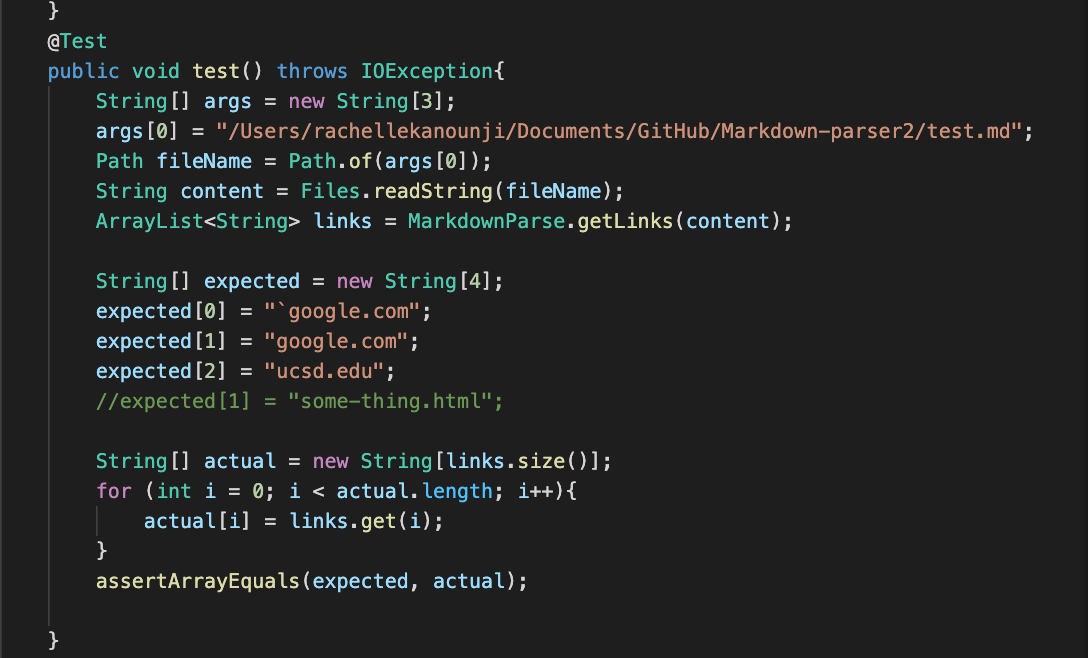 }
@Test
public void test() throws IOException{
    String[] args = new String[3];
    args[0] = "/Users/rachellekanounji/Documents/GitHub/Markdown-parser2/test.md";
    Path fileName = Path.of(args[0]);
    String content = Files.readString(fileName);
    ArrayList<String> links = MarkdownParse.getLinks(content);

    String[] expected = new String[4];
    expected[0] = "`google.com";
    expected[1] = "google.com";
    expected[2] = "ucsd.edu";
    //expected[1] = "some-thing.html";

    String[] actual = new String[links.size()];
    for (int i = 0; i < actual.length; i++){
        actual[i] = links.get(i);
    }
    assertArrayEquals(expected, actual);

}